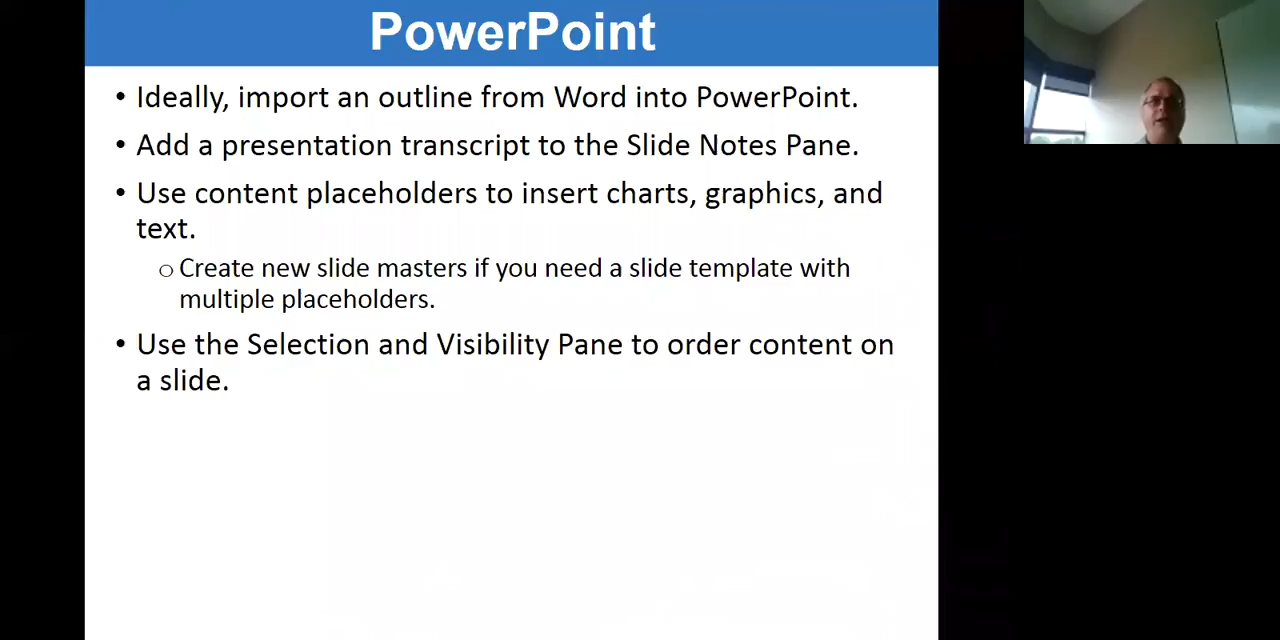 PowerPoint
• Ideally, import an outline from Word into PowerPoint.
• Add a presentation transcript to the Slide Notes Pane.
• Use content placeholders to insert charts, graphics, and
text.
○ Create new slide masters if you need a slide template with
multiple placeholders.
• Use the Selection and Visibility Pane to order content on
a slide.